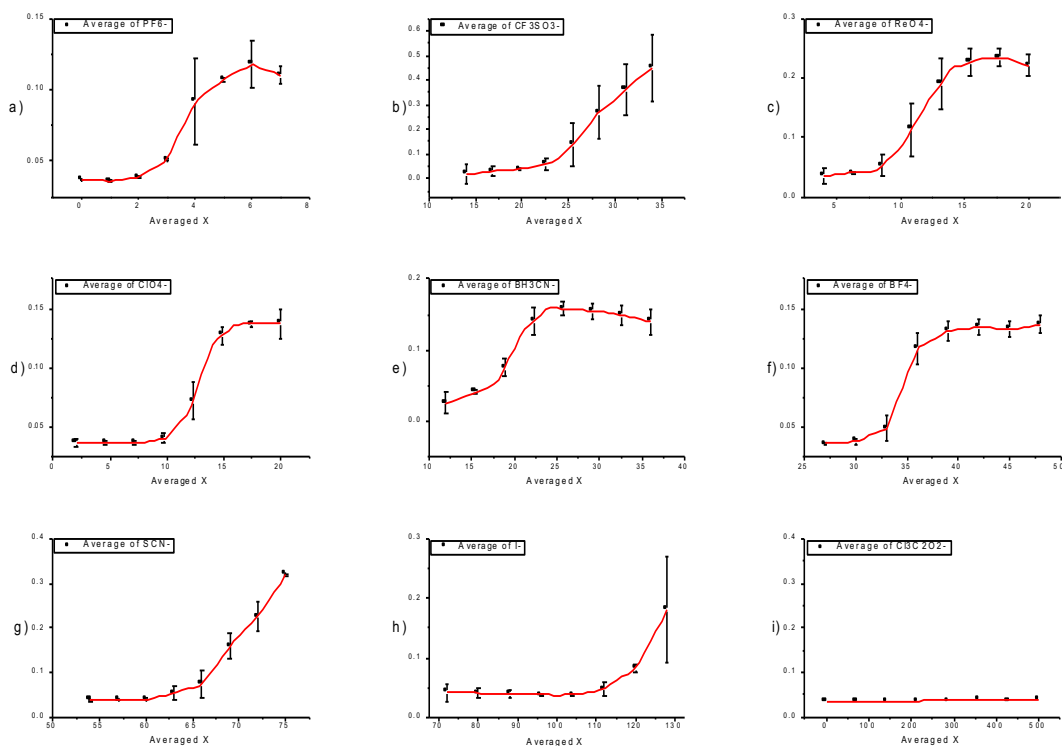 Average of PF6-
0.15
0.10
0.05
a)
0 2 4 6 8
Averaged X
Average of CF3SO3-
0.6
0.5
0.4
0.3
0.2
0.1
0.0
b)
10 15 20 25 30 35 40
Averaged X
Average of ReO4-
0.3
0.2
0.1
0.0
c)
5 10 15 20
Averaged X
Average of ClO4-
0.15
0.10
0.05
d)
0 5 10 15 20
Averaged X
Average of BH3CN-
0.2
0.1
0.0
e)
10 15 20 25 30 35 40
Averaged X
Average of BF4-
0.15
0.10
0.05
f)
25 30 35 40 45 50
Averaged X
Average of SCN-
0.4
0.3
0.2
0.1
0.0
g)
50 55 60 65 70 75
Averaged X
Average of I-
0.3
0.2
0.1
0.0
h)
70 80 90 100 110 120 130
Averaged X
Average of Cl3C2O2-
0.4
0.3
0.2
0.1
0.0
i)
0 100 200 300 400 500
Averaged X